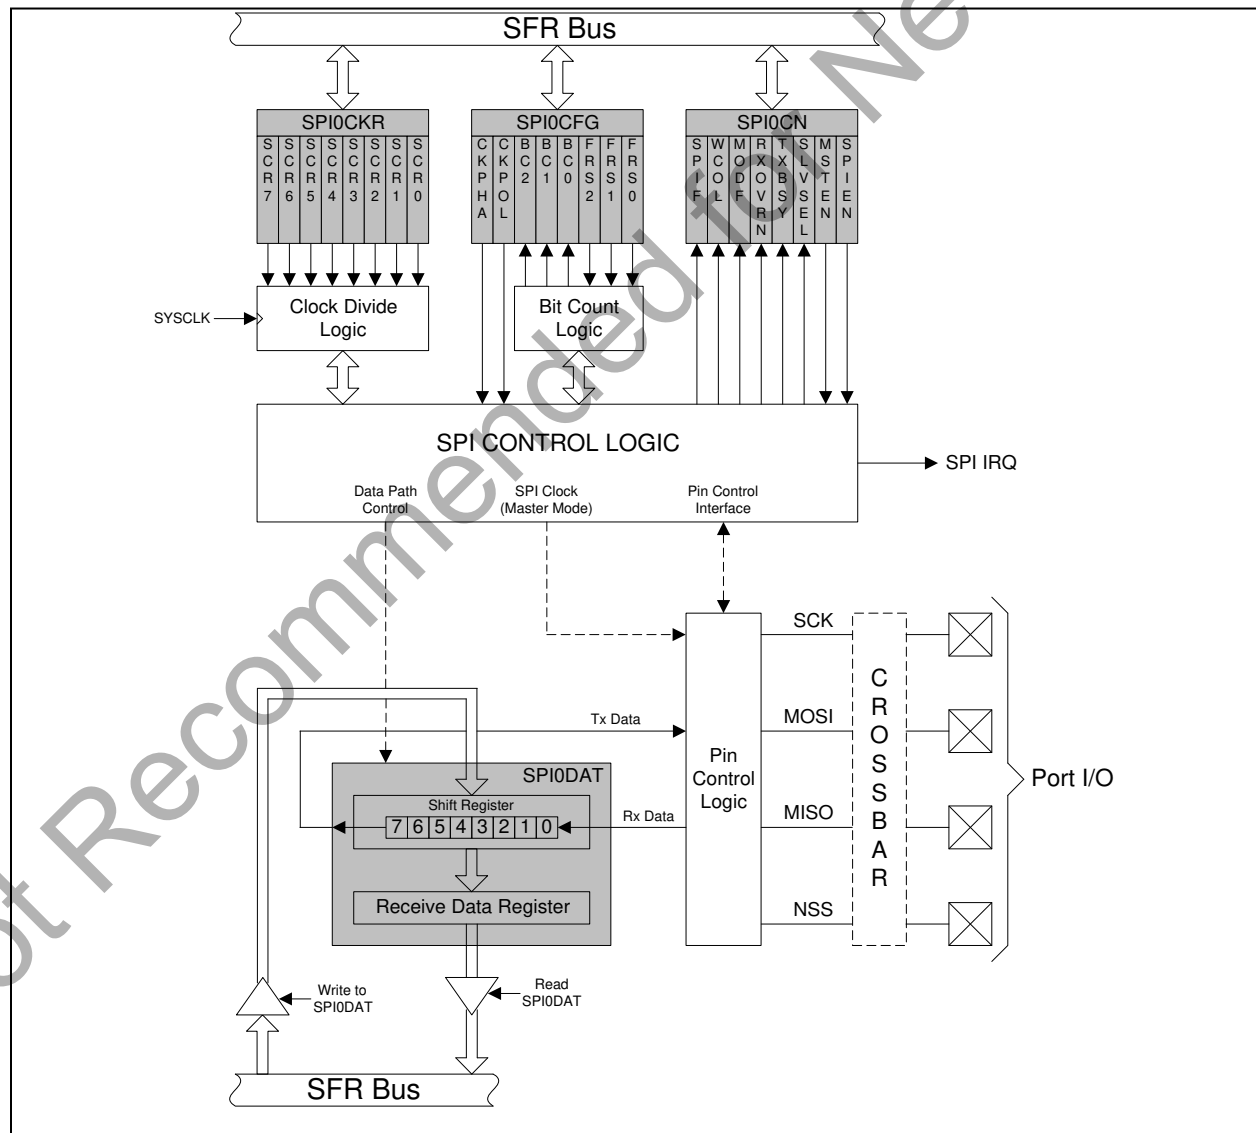 SFR Bus
SPI0CKR
SCR7
SCR6
SCR5
SCR4
SCR3
SCR2
SCR1
SCR0
SPI0CFG
CKPHA
CKPOL
BC2
BC1
BC0
FRS2
FRS1
FRS0
SPI0CN
SPIF
WCOL
MODF
RXOVRN
TXBSY
SLVSEL
MSTEN
SPIEN
SYSCLK
Clock Divide
Logic
Bit Count
Logic
SPI CONTROL LOGIC
SPI IRQ
Data Path
Control
SPI Clock
(Master Mode)
Pin Control
Interface
SCK
MOSI
MISO
NSS
CROSSBAR
Port I/O
Pin
Control
Logic
Tx Data
Rx Data
SPI0DAT
Shift Register
7 6 5 4 3 2 1 0
Receive Data Register
Write to
SPI0DAT
Read
SPI0DAT
SFR Bus
Recommended for